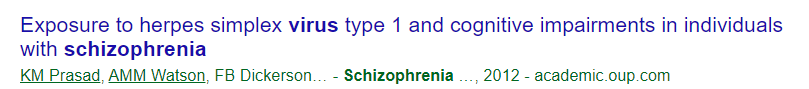 Exposure to herpes simplex virus type 1 and cognitive impairments in individuals
with schizophrenia
KM Prasad, AMM Watson, FB Dickerson… - Schizophrenia …, 2012 - academic.oup.com